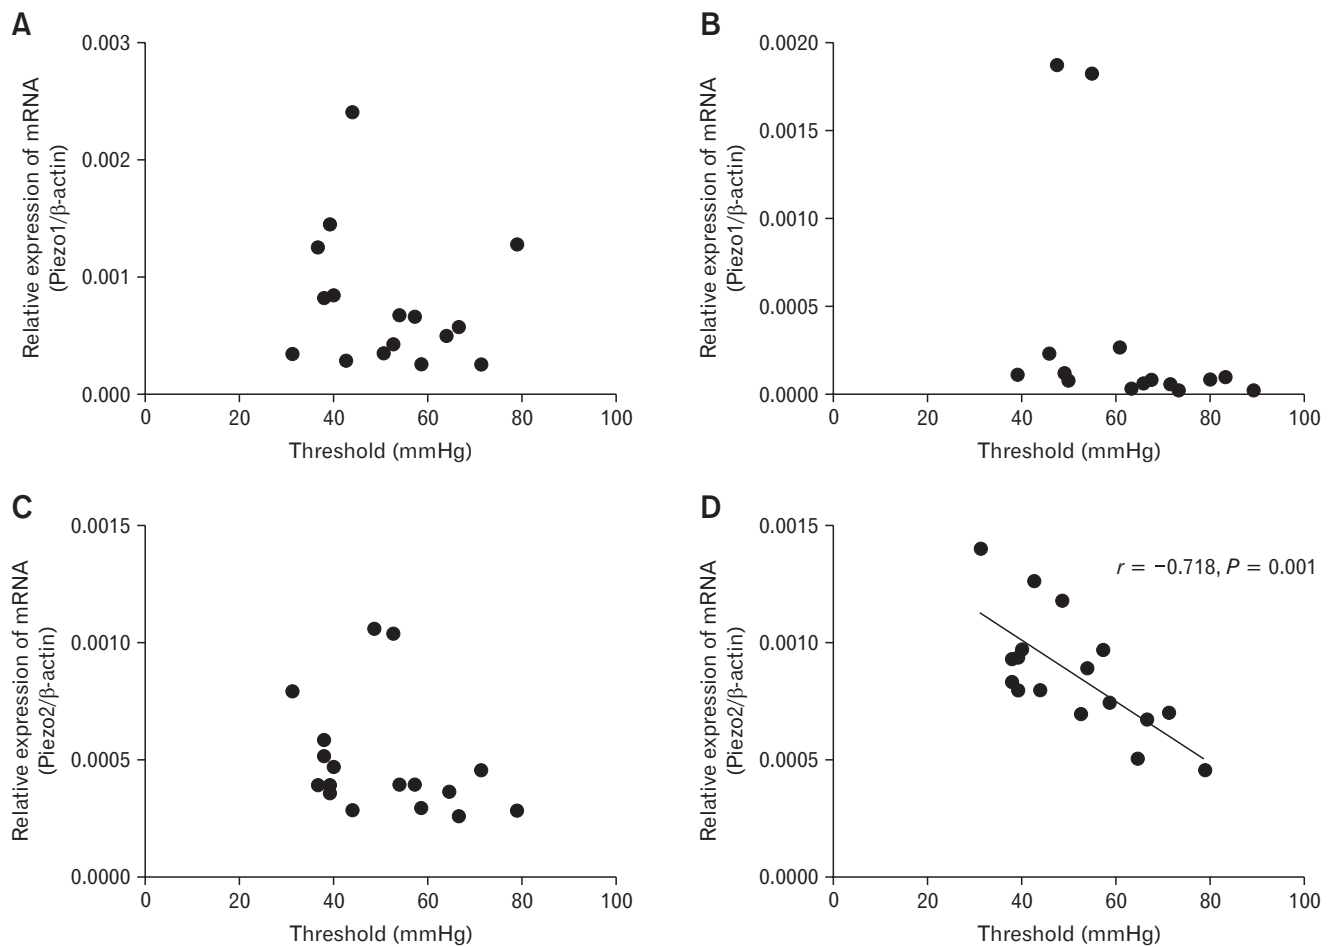 A
Relative expression of mRNA
(Piezo1/β-actin)
0.003
0.002
0.001
0.000
0 20 40 60 80 100
Threshold (mmHg)
B
Relative expression of mRNA
(Piezo1/β-actin)
0.0020
0.0015
0.0010
0.0005
0.0000
0 20 40 60 80 100
Threshold (mmHg)
C
Relative expression of mRNA
(Piezo2/β-actin)
0.0015
0.0010
0.0005
0.0000
0 20 40 60 80 100
Threshold (mmHg)
D
Relative expression of mRNA
(Piezo2/β-actin)
0.0015
0.0010
0.0005
0.0000
r = −0.718, P = 0.001
0 20 40 60 80 100
Threshold (mmHg)